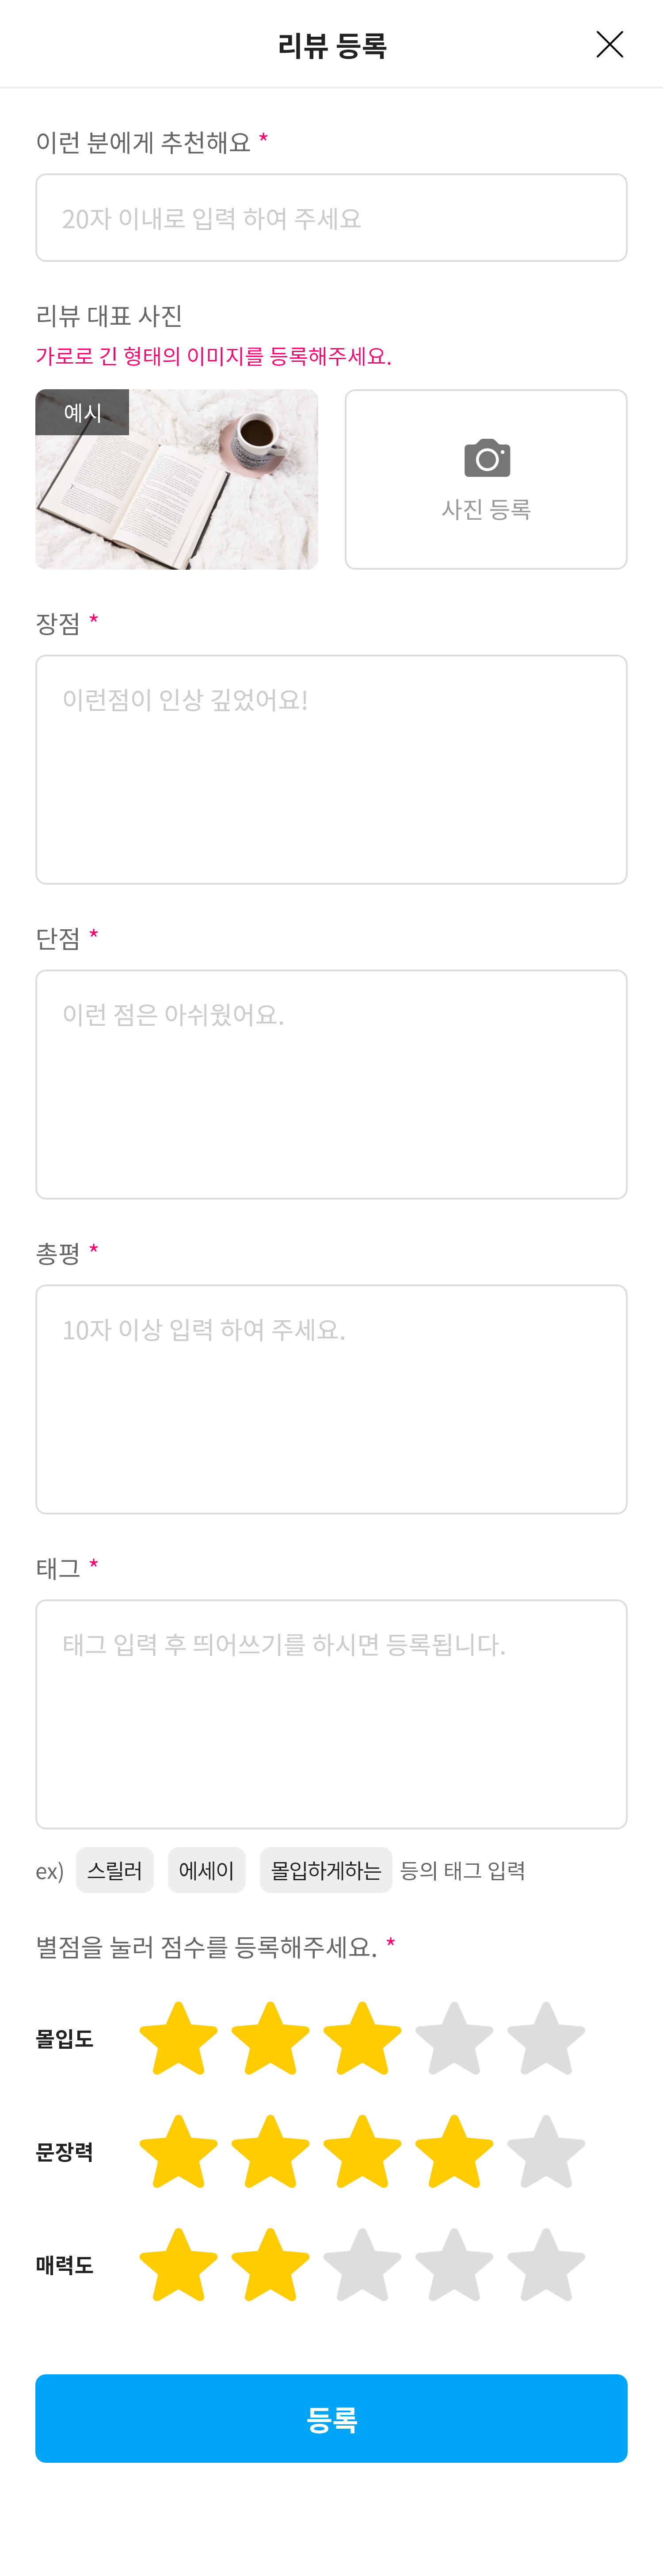 리뷰 등록
이런 분에게 추천해요 *
20자 이내로 입력 하여 주세요
리뷰 대표 사진
가로로 긴 형태의 이미지를 등록해주세요.
예시
사진 등록
장점 *
이런점이 인상 깊었어요!
단점 *
이런 점은 아쉬웠어요.
총평 *
10자 이상 입력 하여 주세요.
태그 *
태그 입력 후 띄어쓰기를 하시면 등록됩니다.
ex) 스릴러 에세이 몰입하게하는 등의 태그 입력
별점을 눌러 점수를 등록해주세요. *
몰입도
문장력
매력도
등록